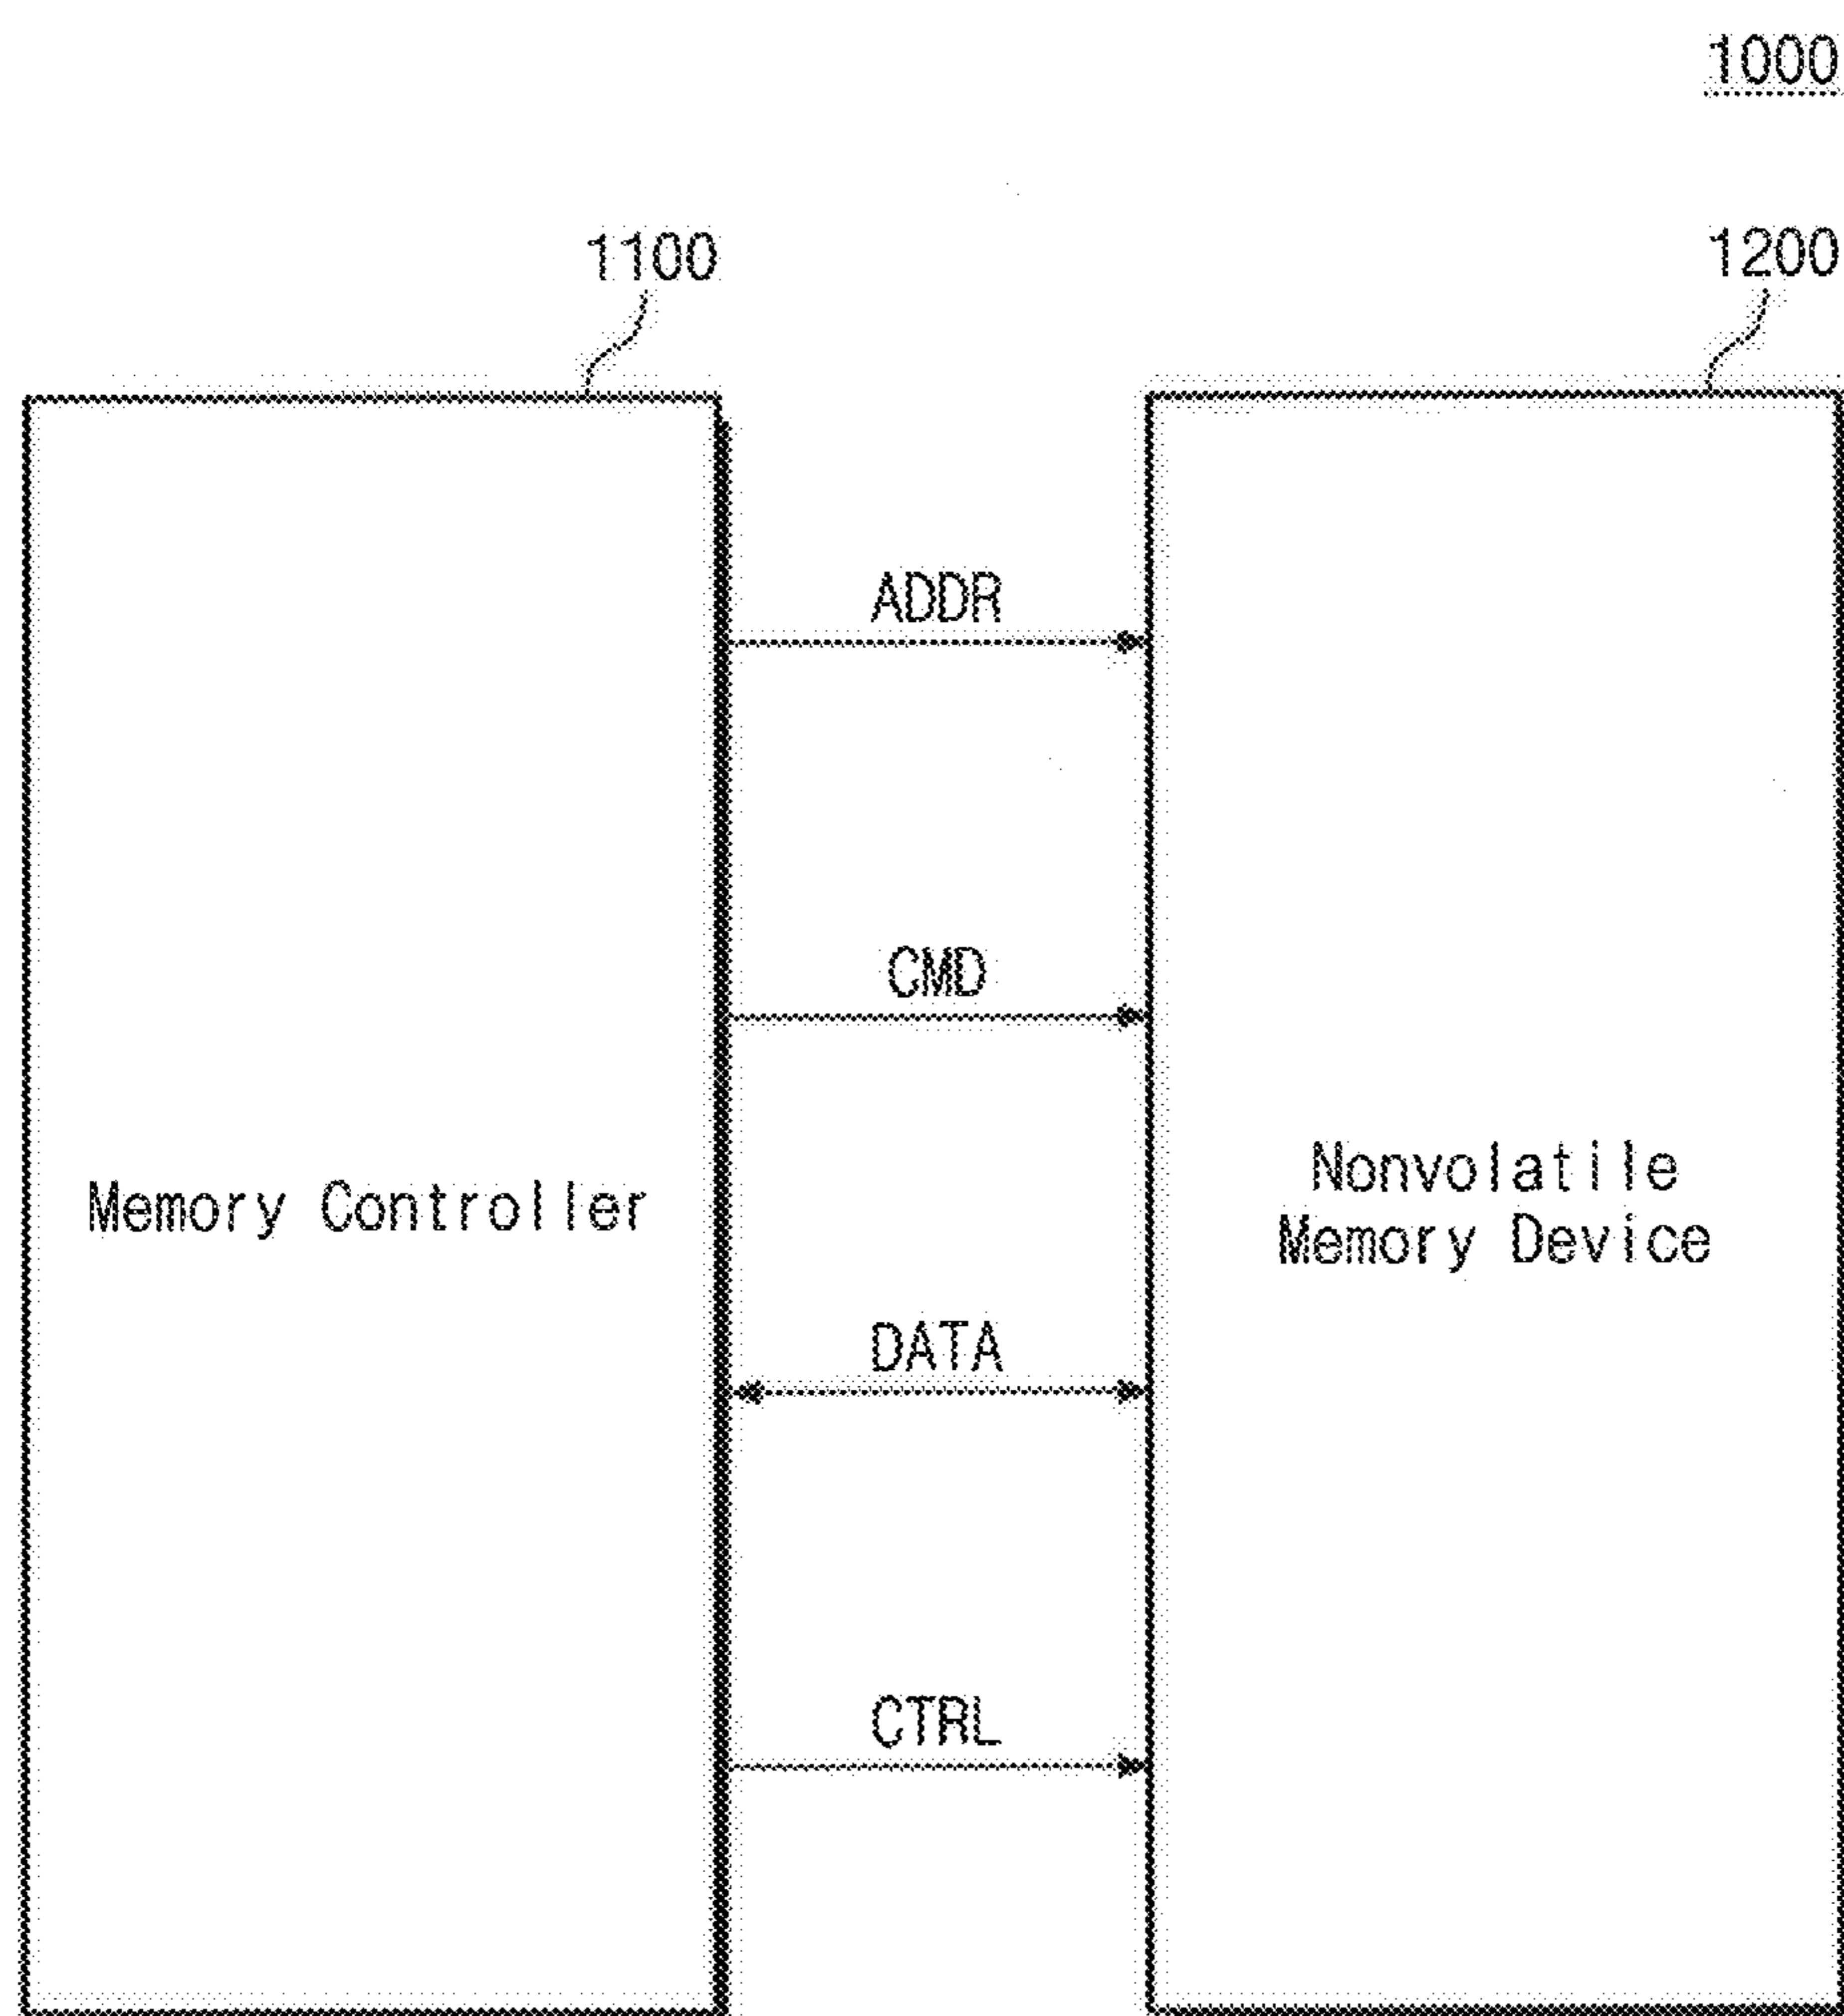 1000
1100
1200
ADDR
CMD
Memory Controller
Nonvolatile
Memory Device
DATA
CTRL